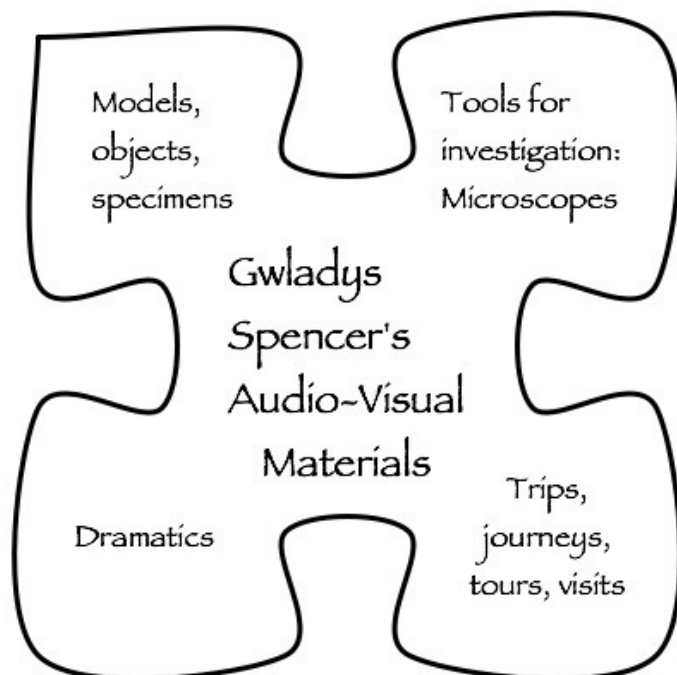 Models,
objects,
specimens
Tools for
investigation:
Microscopes
Gwladys
Spencer's
Audio-Visual
Materials
Dramatics
Trips,
journeys,
tours, visits